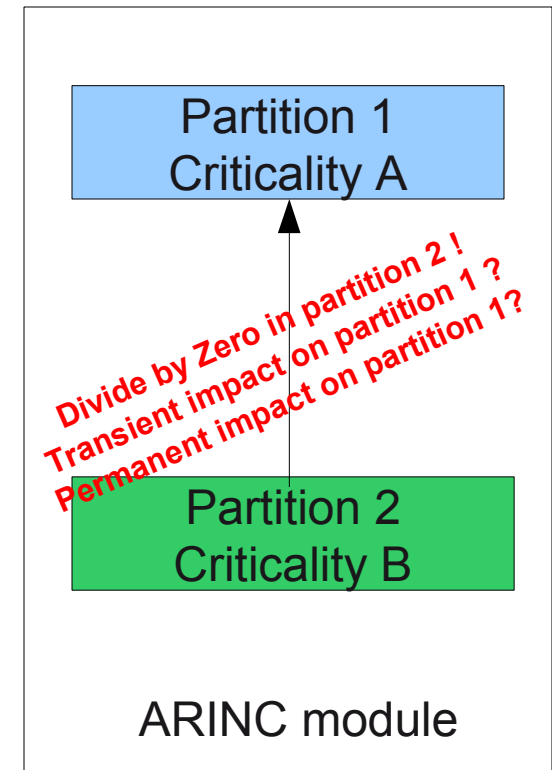 Partition 1
Criticality A
Divide by Zero in partition 2 !
Transient impact on partition 1 ?
Permanent impact on partition 1?
Partition 2
Criticality B
ARINC module